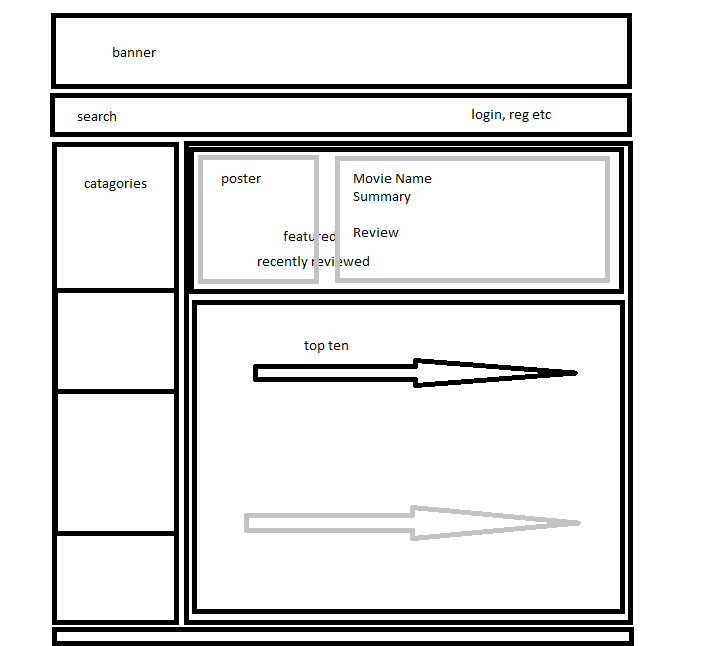 banner
search
login, reg etc
catagories
poster
Movie Name
Summary
Review
featured
recently reviewed
top ten